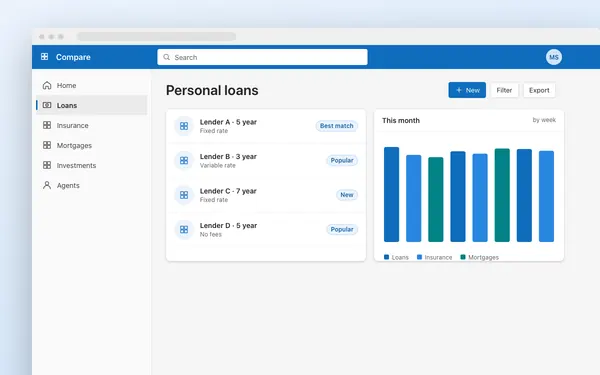 Compare
Search
MS
Home
Loans
Insurance
Mortgages
Investments
Agents
Personal loans
+ New
Filter
Export
Lender A · 5 year
Fixed rate
Best match
Lender B · 3 year
Variable rate
Popular
Lender C · 7 year
Fixed rate
New
Lender D · 5 year
No fees
Popular
This month
by week
Loans
Insurance
Mortgages